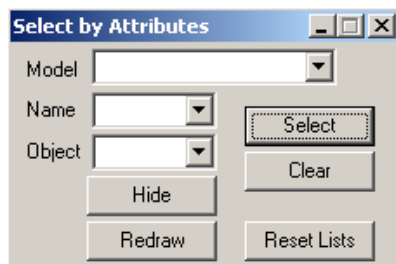 Select by Attributes
Model
Name
Select
Object
Clear
Hide
Redraw
Reset Lists